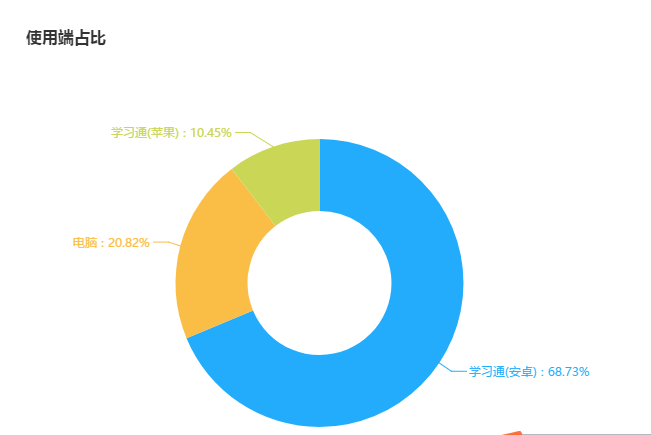 使用端占比
学习通(苹果) : 10.45%
电脑 : 20.82%
学习通(安卓) : 68.73%